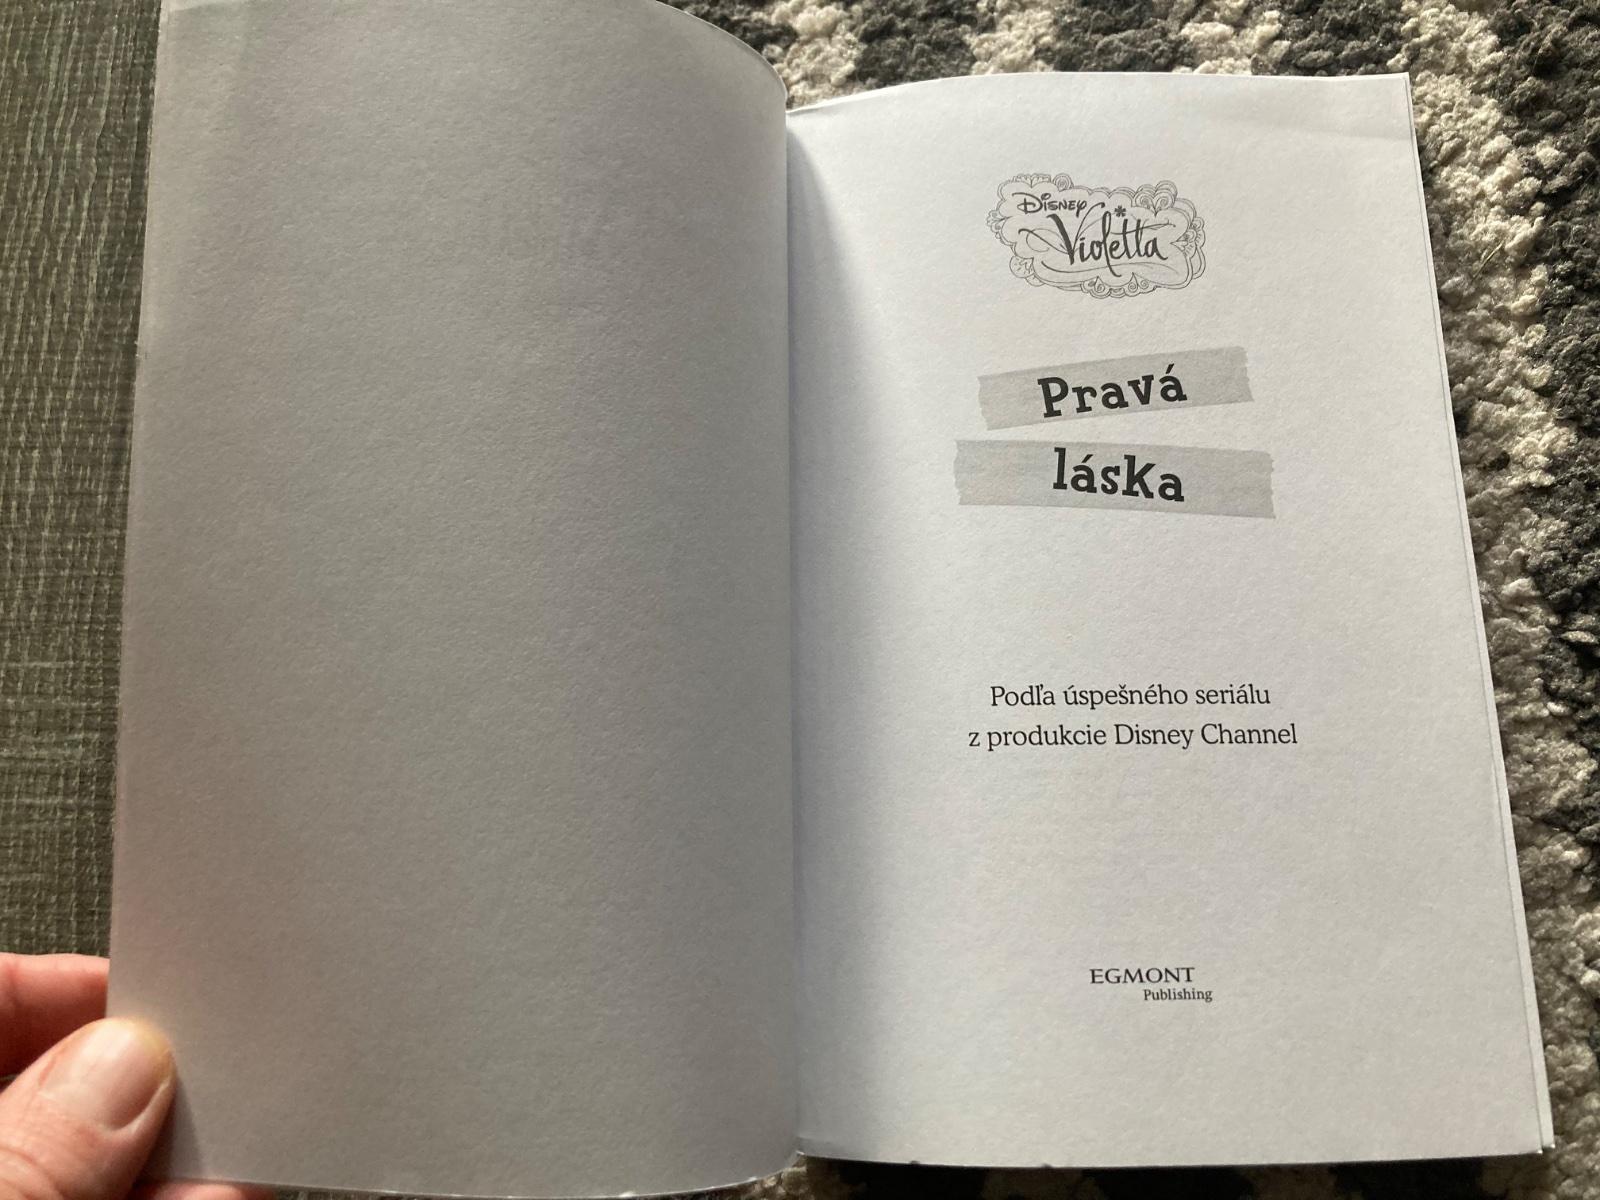 Disney
Violetta
Pravá
láska
Podľa úspešného seriálu
z produkcie Disney Channel
EGMONT
Publishing